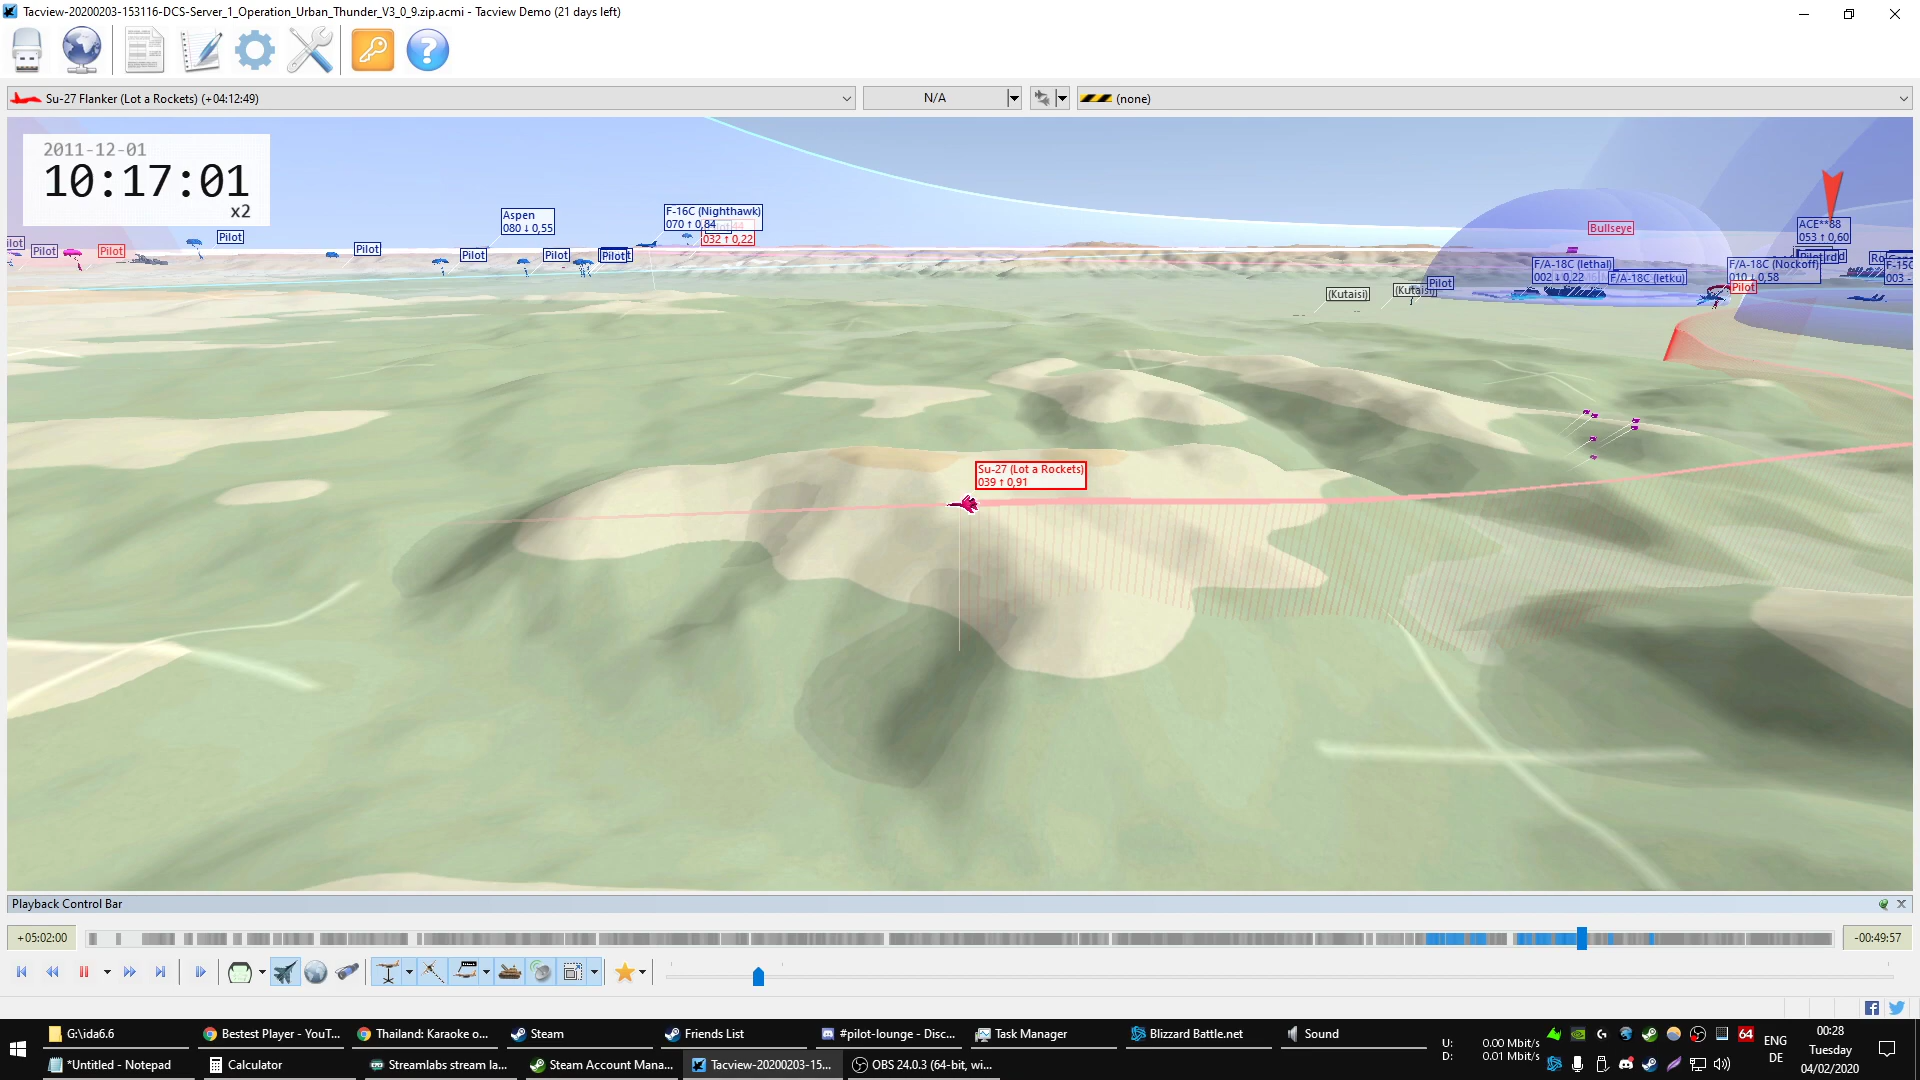 Tacview-20200203-153116-DCS-Server_1_Operation_Urban_Thunder_V3_0_9.zip.acmi - Tacview Demo (21 days left)
Su-27 Flanker (Lot a Rockets) (+04:12:49)
N/A
(none)
2011-12-01
10:17:01
x2
Pilot
Pilot
Pilot
Pilot
Aspen
080 ↓ 0,55
Pilot
Pilot
Pilot
F-16C (Nighthawk)
070 ↑ 0,84
032 ↑ 0,22
Bullseye
ACE**88
053 ↑ 0,60
F/A-18C (lethal)
002 ↓ 0,22
F/A-18C (letku)
F/A-18C (Nockoff)
010 ↓ 0,58
Pilot
F-15C
003 -
(Kutaisi)
(Kutaisi)
Pilot
Su-27 (Lot a Rockets)
039 ↑ 0,91
Playback Control Bar
+05:02:00
-00:49:57
G:\ida6.6
Bestest Player - YouT...
Thailand: Karaoke o...
Steam
Friends List
#pilot-lounge - Disc...
Task Manager
Blizzard Battle.net
Sound
*Untitled - Notepad
Calculator
Streamlabs stream la...
Steam Account Mana...
Tacview-20200203-15...
OBS 24.0.3 (64-bit, wi...
U: 0.00 Mbit/s
D: 0.01 Mbit/s
64
ENG
DE
00:28
Tuesday
04/02/2020